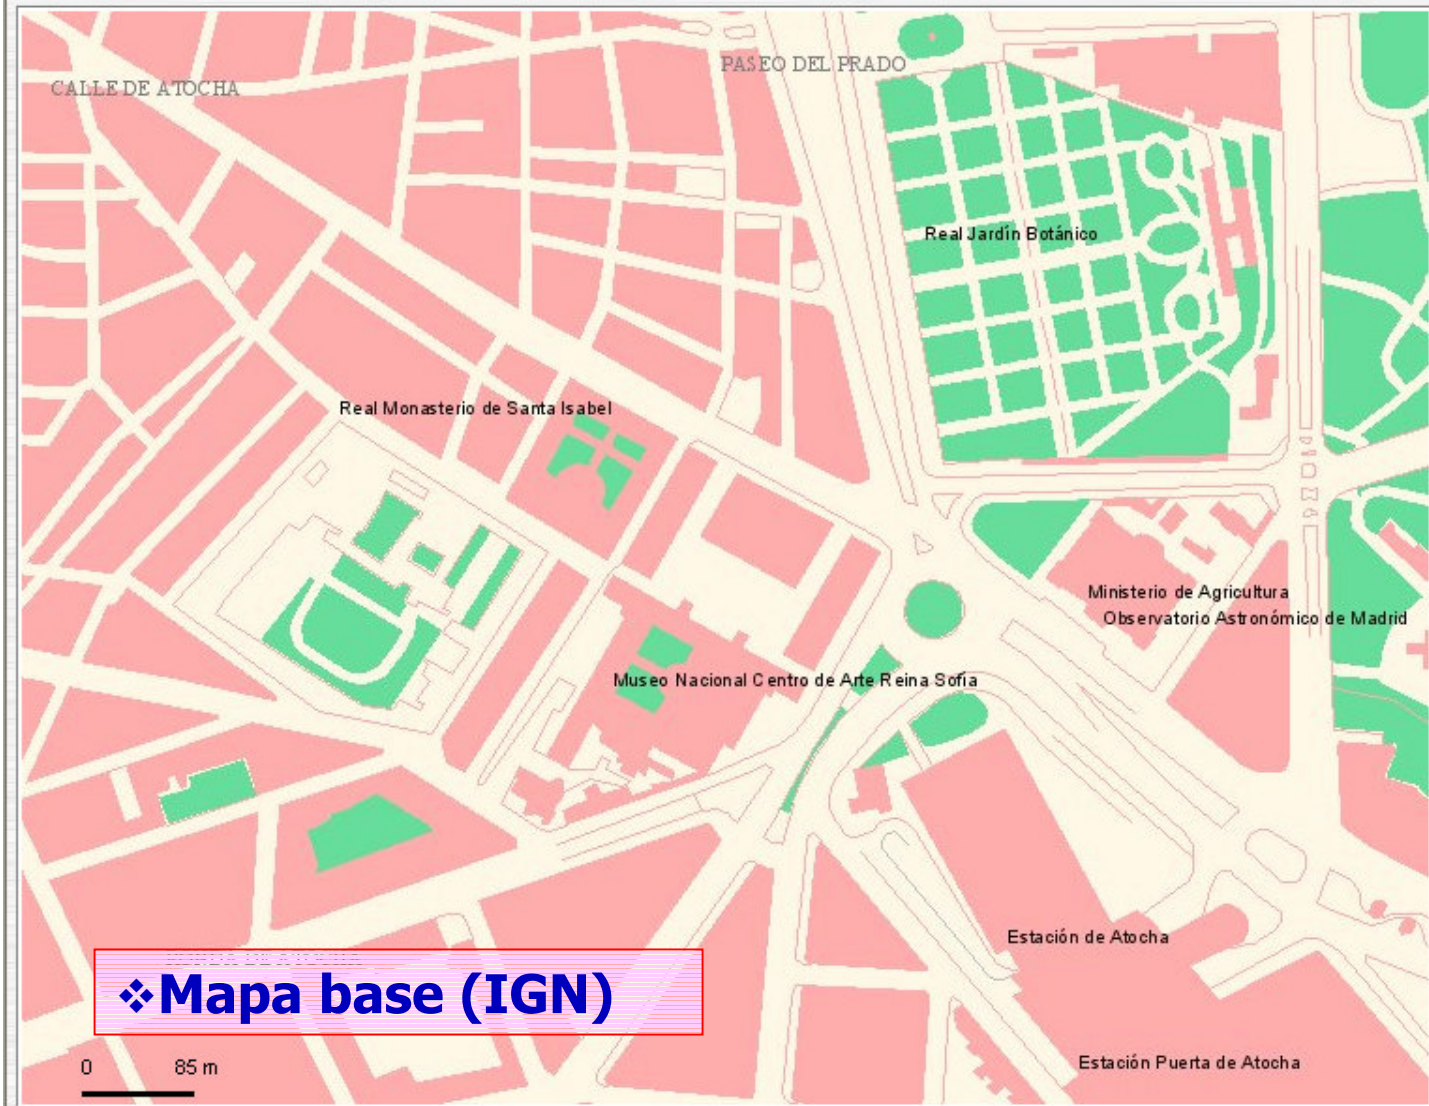 PASEO DEL PRADO
CALLE DE ATOCHA
Real Jardín Botánico
Real Monasterio de Santa Isabel
Ministerio de Agricultura
Observatorio Astronómico de Madrid
Museo Nacional Centro de Arte Reina Sofia
Estación de Atocha
❖Mapa base (IGN)
Estación Puerta de Atocha
0 85 m